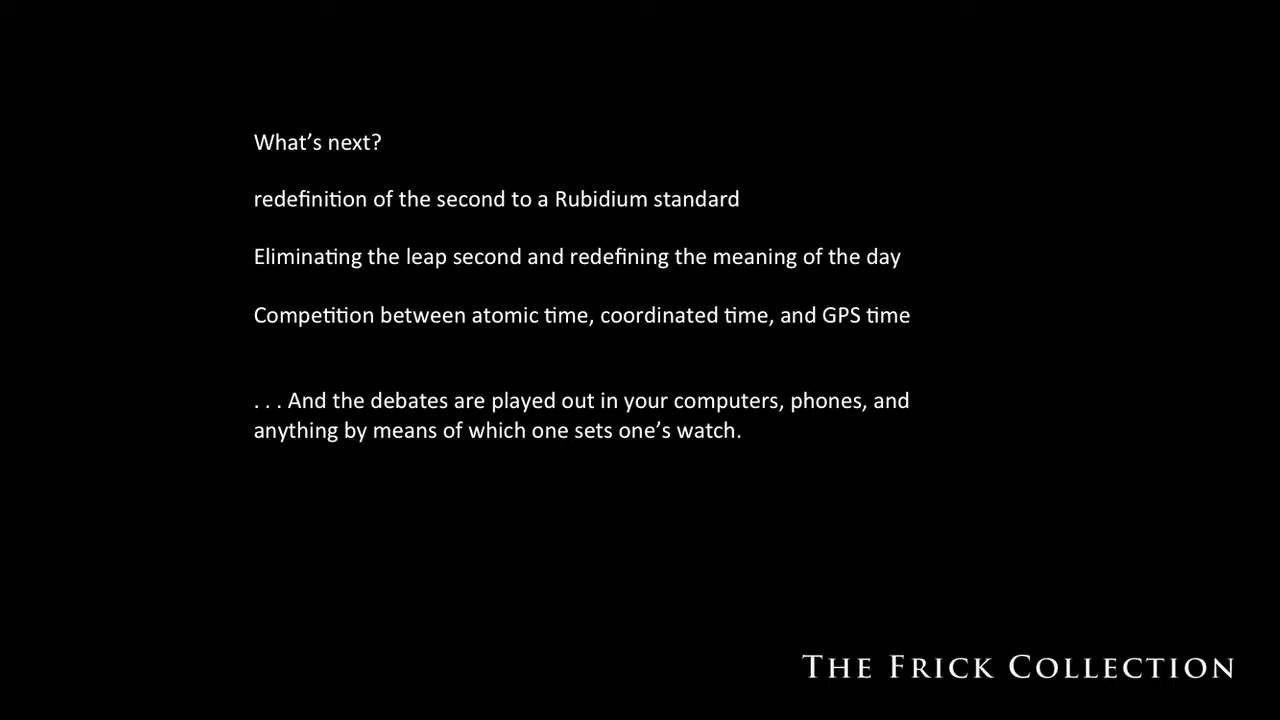 What’s next?
redefinition of the second to a Rubidium standard
Eliminating the leap second and redefining the meaning of the day
Competition between atomic time, coordinated time, and GPS time
. . . And the debates are played out in your computers, phones, and
anything by means of which one sets one’s watch.
THE FRICK COLLECTION